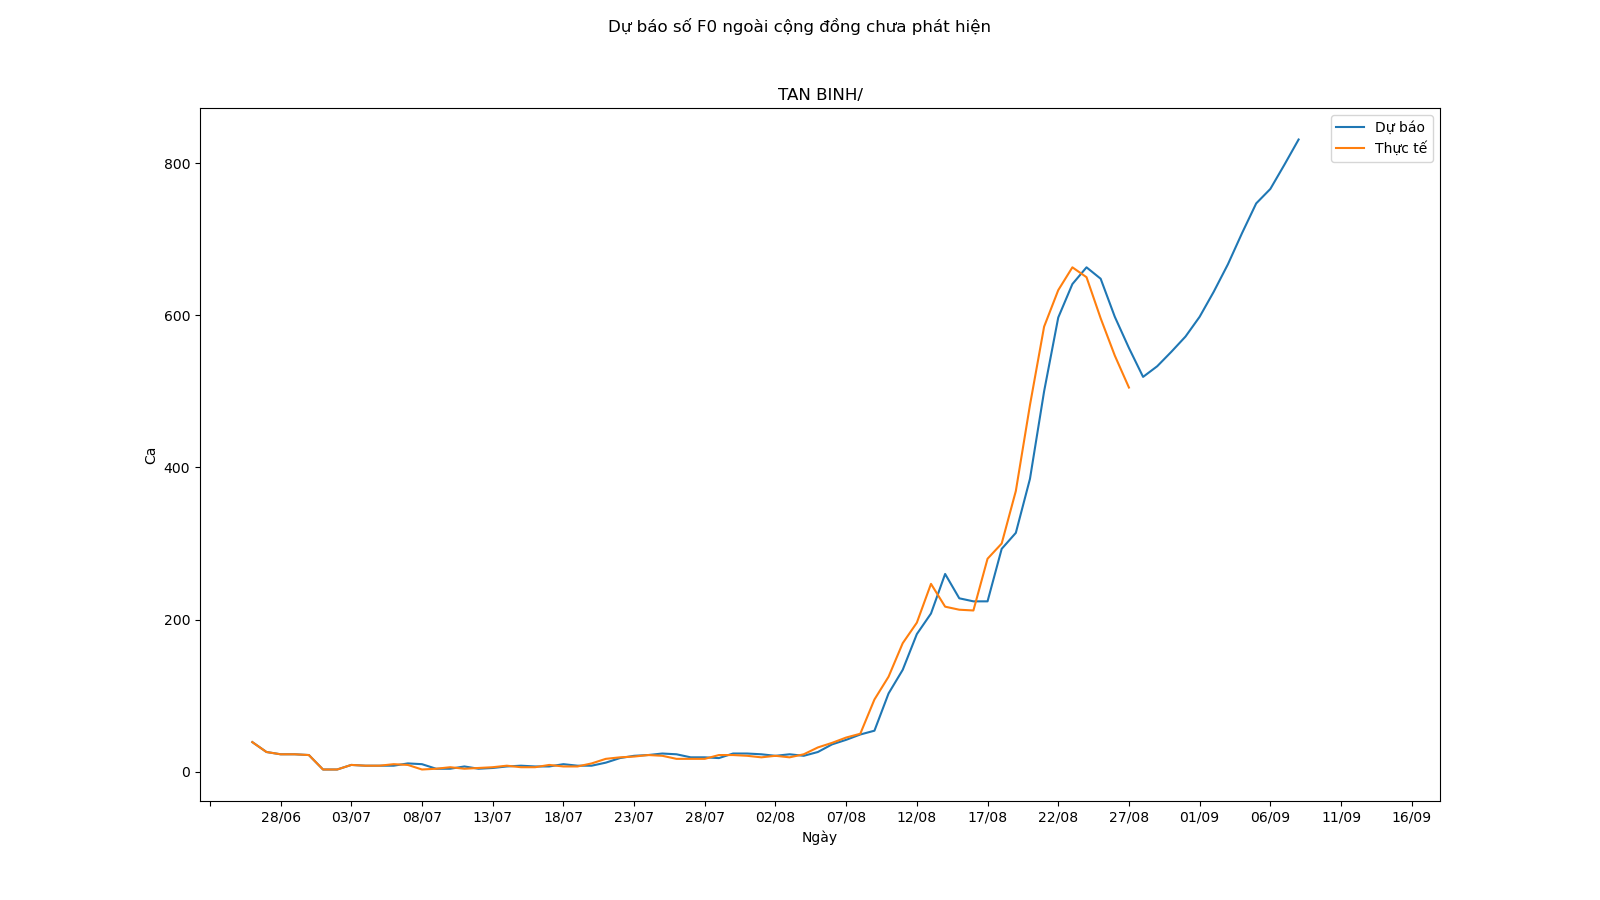 Dự báo số F0 ngoài cộng đồng chưa phát hiện
TAN BINH/
Dự báo
Thực tế
800
600
400
200
0
Ca
28/06 03/07 08/07 13/07 18/07 23/07 28/07 02/08 07/08 12/08 17/08 22/08 27/08 01/09 06/09 11/09 16/09
Ngày